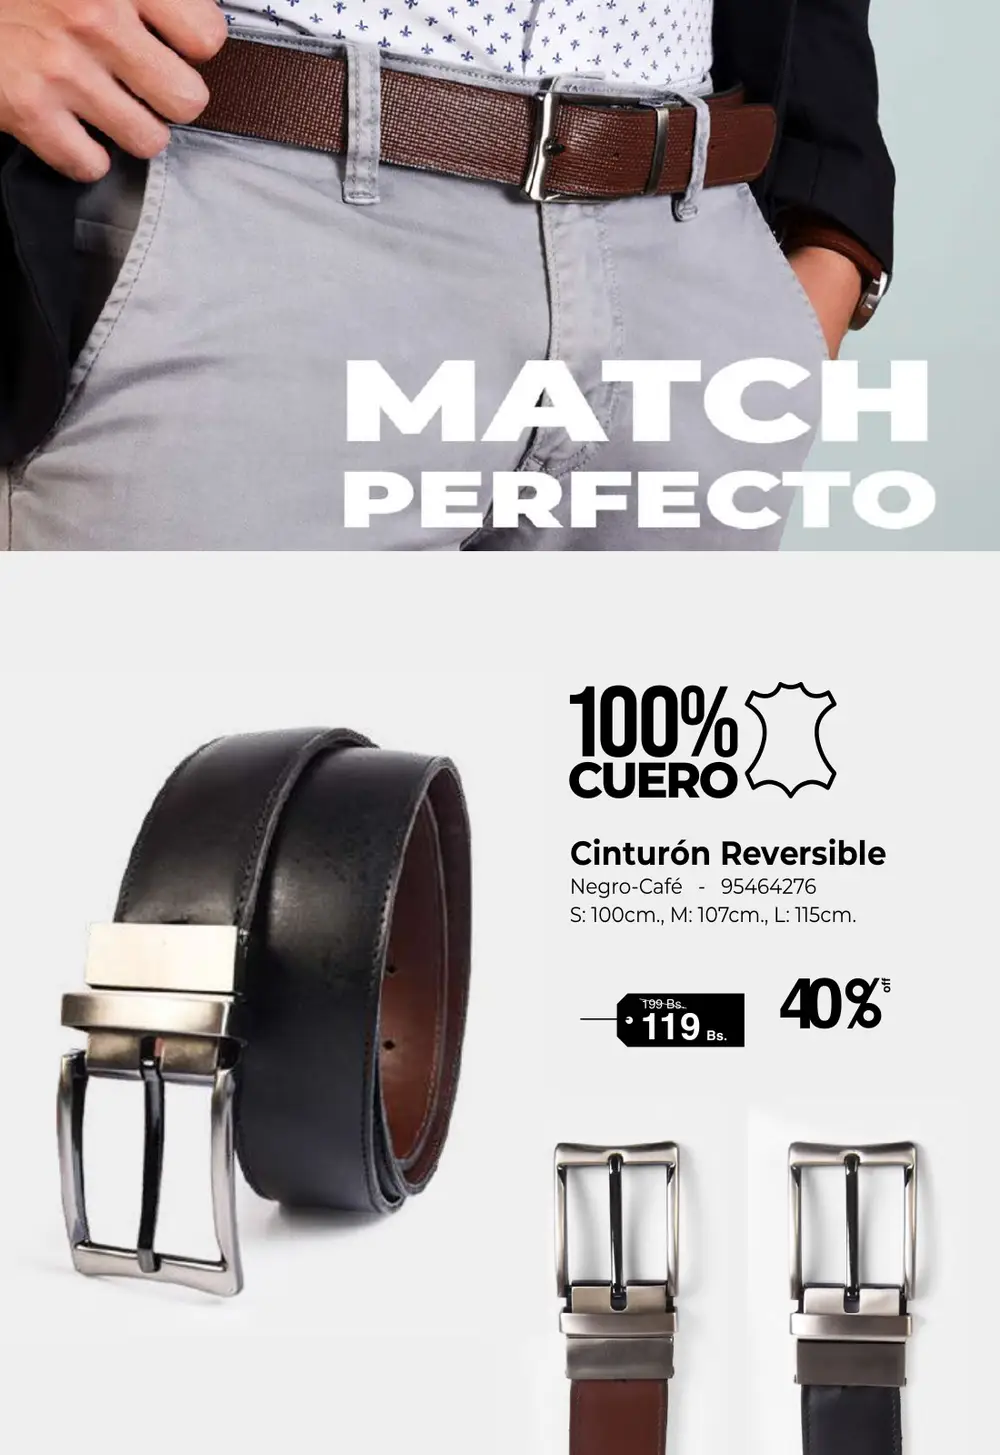 MATCH
PERFECTO
100%
CUERO
Cinturón Reversible
Negro-Café - 95464276
S: 100cm., M: 107cm., L: 115cm.
199 Bs.
119 Bs.
40% off